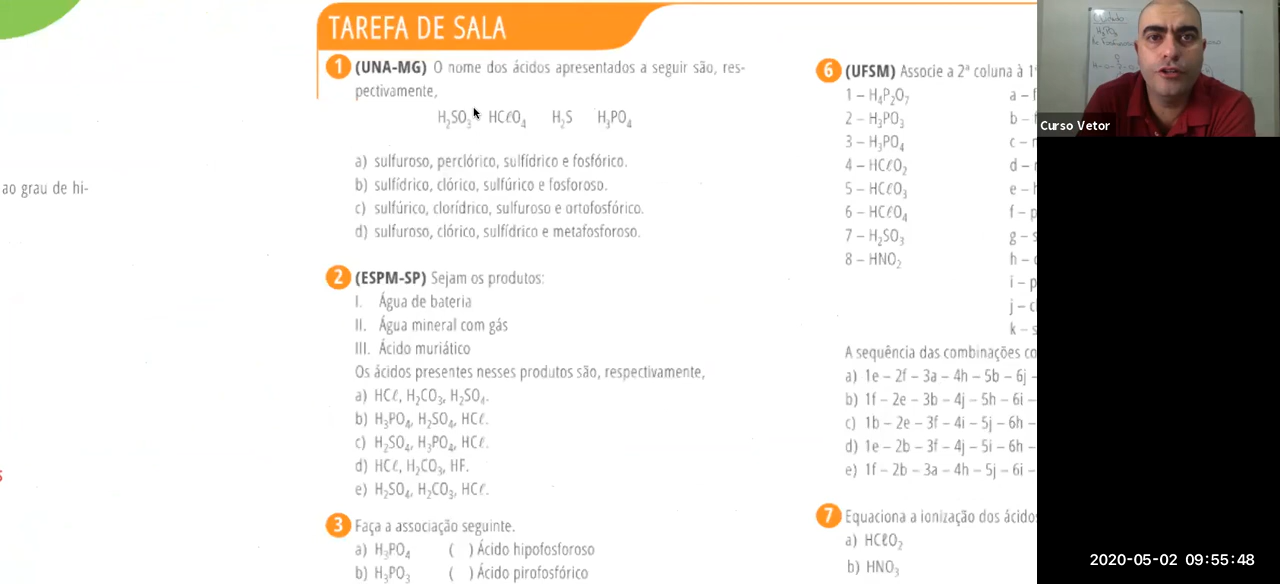 TAREFA DE SALA
1 (UNA-MG) O nome dos ácidos apresentados a seguir são, res-
pectivamente,
H₂SO₃ HCℓO₄ H₂S H₃PO₄
a) sulfuroso, perclórico, sulfídrico e fosfórico.
b) sulfídrico, clórico, sulfúrico e fosforoso.
c) sulfúrico, clorídrico, sulfuroso e ortofosfórico.
d) sulfuroso, clórico, sulfídrico e metafosforoso.
ao grau de hi-
2 (ESPM-SP) Sejam os produtos:
I. Água de bateria
II. Água mineral com gás
III. Ácido muriático
Os ácidos presentes nesses produtos são, respectivamente,
a) HCℓ, H₂CO₃, H₂SO₄.
b) H₃PO₄, H₂SO₄, HCℓ.
c) H₂SO₄, H₃PO₄, HCℓ.
d) HCℓ, H₂CO₃, HF.
e) H₂SO₄, H₂CO₃, HCℓ.
3 Faça a associação seguinte.
a) H₃PO₄ ( ) Ácido hipofosforoso
b) H₃PO₃ ( ) Ácido pirofosfórico
6 (UFSM) Associe a 2ª coluna à 1ª
1 – H₄P₂O₇ a – f
2 – H₃PO₃ b – f
3 – H₃PO₄ c – r
4 – HCℓO₂ d – r
5 – HCℓO₃ e – h
6 – HCℓO₄ f – p
7 – H₂SO₃ g – s
8 – HNO₂ h – c
i – p
j – cl
k – s
A sequência das combinações co
a) 1e – 2f – 3a – 4h – 5b – 6j –
b) 1f – 2e – 3b – 4j – 5h – 6i –
c) 1b – 2e – 3f – 4i – 5j – 6h –
d) 1e – 2b – 3f – 4j – 5i – 6h –
e) 1f – 2b – 3a – 4h – 5j – 6i –
7 Equaciona a ionização dos ácido
a) HCℓO₂
b) HNO₃
Curso Vetor
2020-05-02 09:55:48